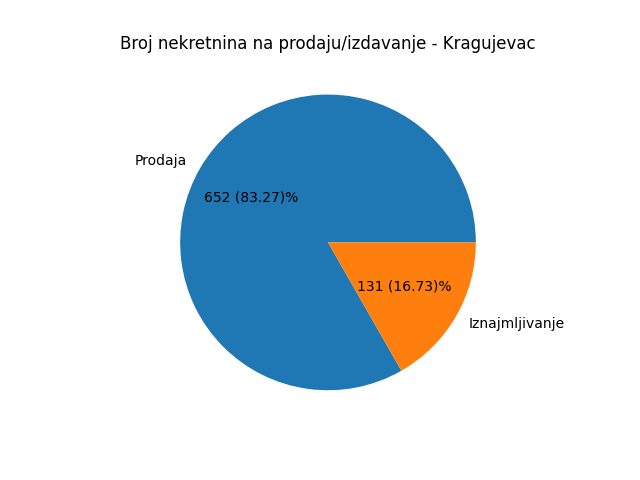 Broj nekretnina na prodaju/izdavanje - Kragujevac
Prodaja
652 (83.27)%
131 (16.73)%
Iznajmljivanje